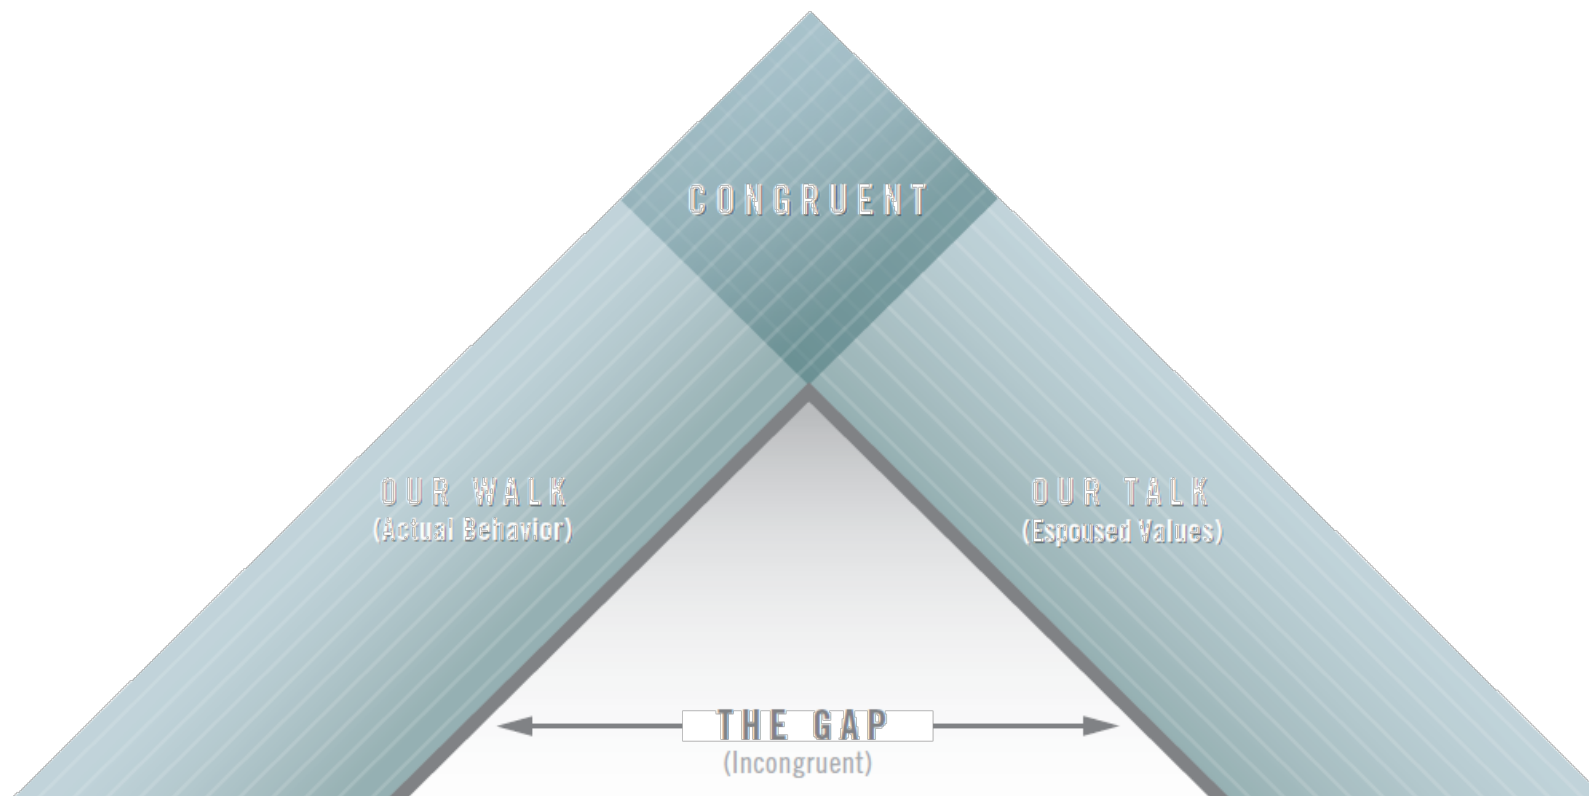 CONGRUENT
OUR WALK
(Actual Behavior)
OUR TALK
(Espoused Values)
THE GAP
(Incongruent)